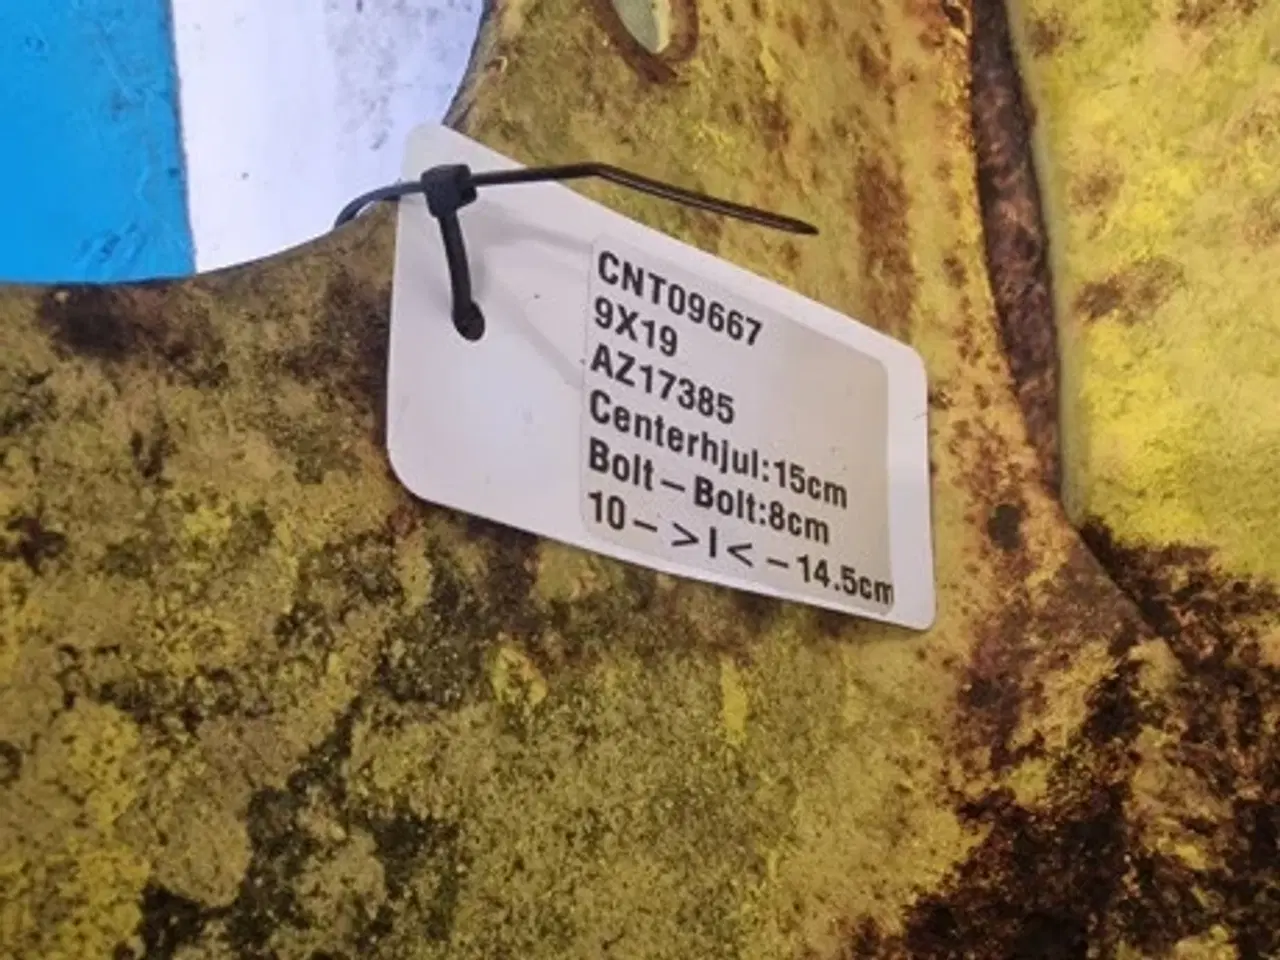 CNT09667
9X19
AZ17385
Centerhjul:15cm
Bolt-Bolt:8cm
10->|<-14.5cm